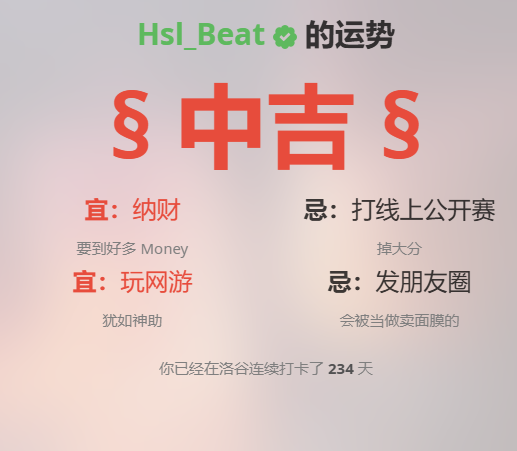 Hsl_Beat 的运势
§ 中吉 §
宜：纳财
忌：打线上公开赛
要到好多 Money
掉大分
宜：玩网游
忌：发朋友圈
犹如神助
会被当做卖面膜的
你已经在洛谷连续打卡了 234 天